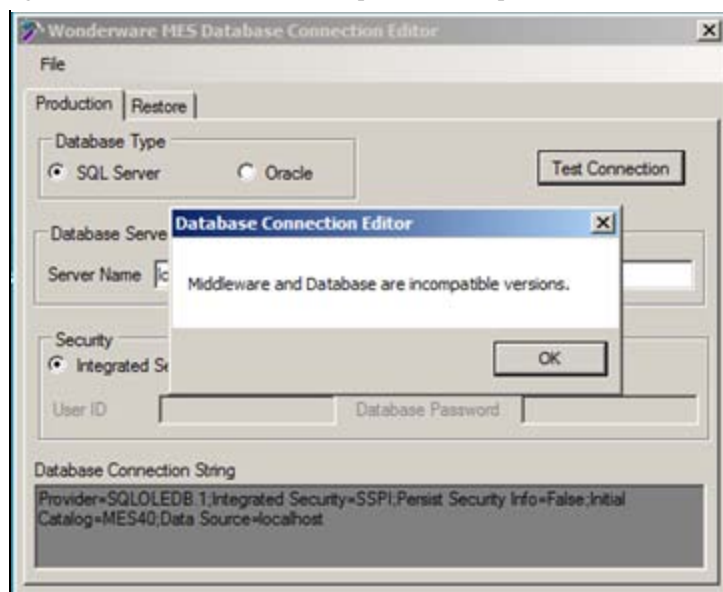 Wonderware MES Database Connection Editor
File
Production Restore
Database Type
SQL Server Oracle
Test Connection
Database Connection Editor
Database Serve
Server Name
Middleware and Database are incompatible versions.
Security
Integrated Se
OK
User ID Database Password
Database Connection String
Provider=SQLOLEDB.1;Integrated Security=SSPI;Persist Security Info=False;Initial
Catalog=MES40;Data Source=localhost